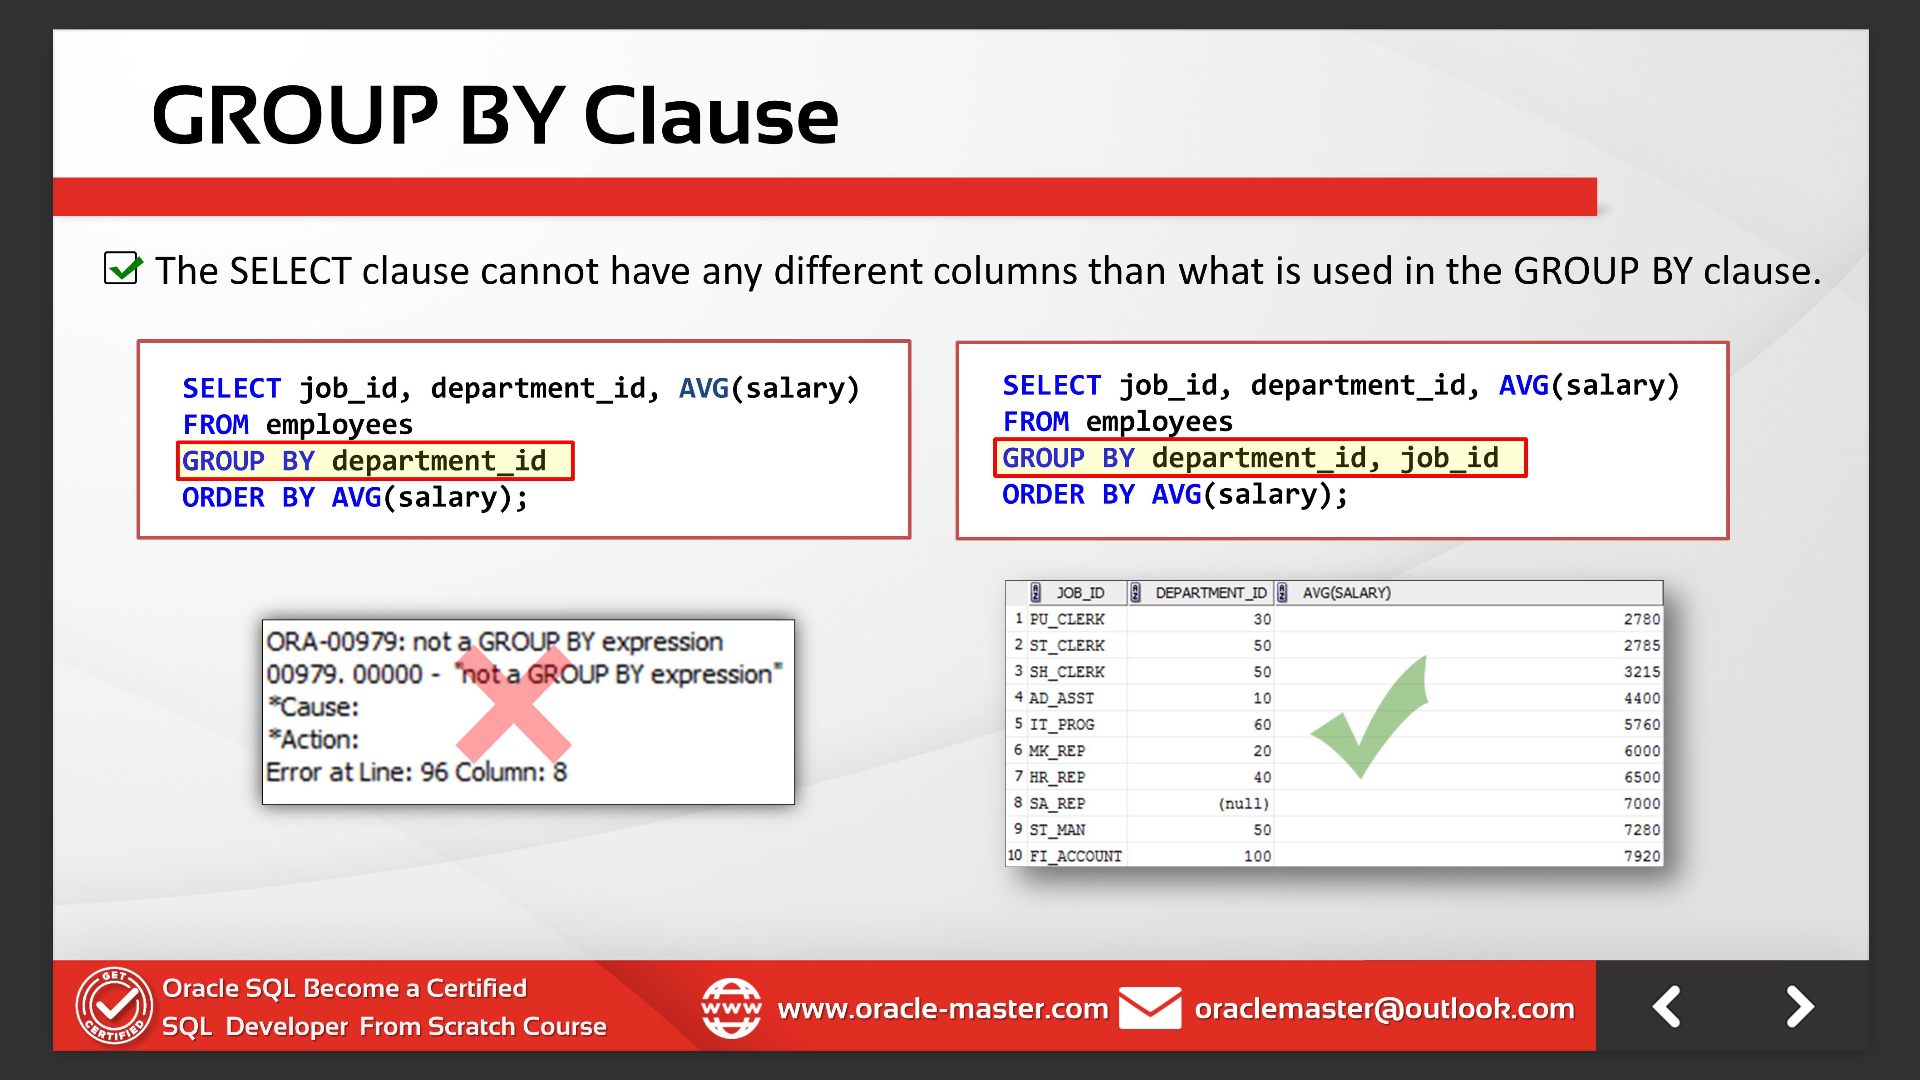 GROUP BY Clause
The SELECT clause cannot have any different columns than what is used in the GROUP BY clause.
SELECT job_id, department_id, AVG(salary)
FROM employees
GROUP BY department_id
ORDER BY AVG(salary);
SELECT job_id, department_id, AVG(salary)
FROM employees
GROUP BY department_id, job_id
ORDER BY AVG(salary);
ORA-00979: not a GROUP BY expression
00979. 00000 - "not a GROUP BY expression"
*Cause:
*Action:
Error at Line: 96 Column: 8
JOB_ID DEPARTMENT_ID AVG(SALARY)
1 PU_CLERK 30 2780
2 ST_CLERK 50 2785
3 SH_CLERK 50 3215
4 AD_ASST 10 4400
5 IT_PROG 60 5760
6 MK_REP 20 6000
7 HR_REP 40 6500
8 SA_REP (null) 7000
9 ST_MAN 50 7280
10 FI_ACCOUNT 100 7920
GET
CERTIFIED
Oracle SQL Become a Certified
SQL Developer From Scratch Course
www
www.oracle-master.com
oraclemaster@outlook.com